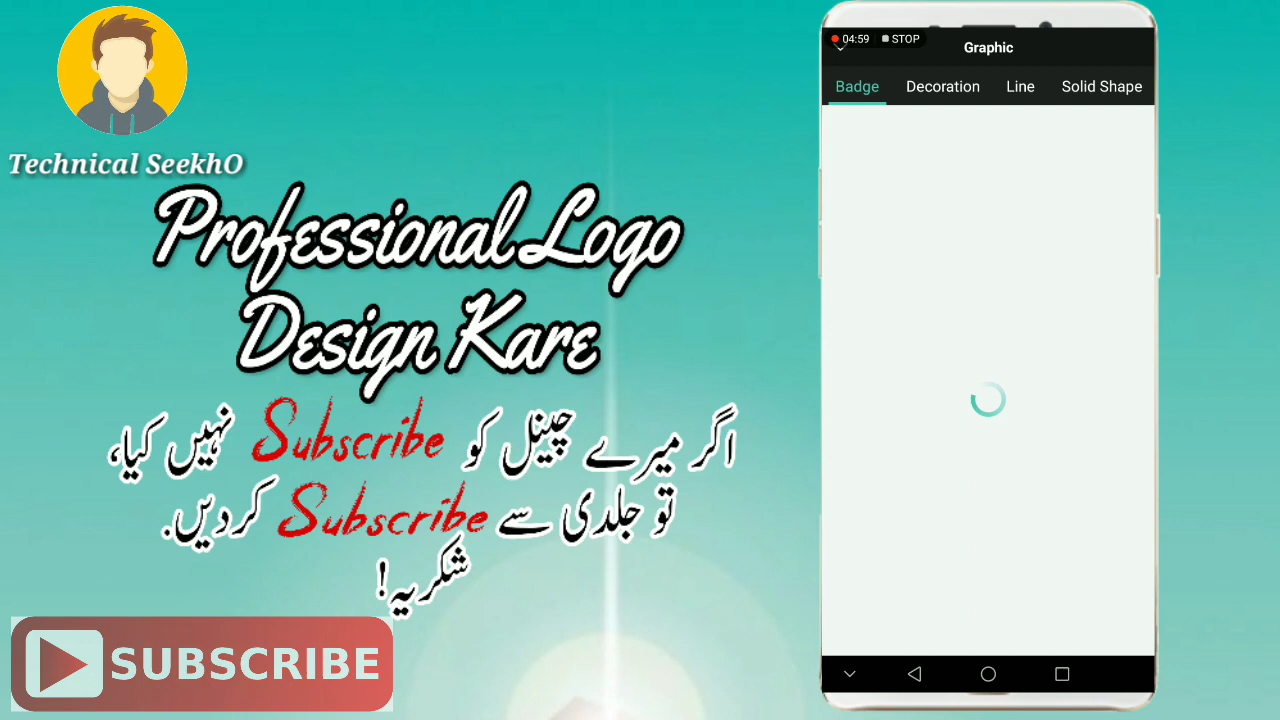 Technical SeekhO
Professional Logo
Design Kare
اگر میرے چینل کو Subscribe نہیں کیا،
تو جلدی سے Subscribe کردیں.
شکریہ!
SUBSCRIBE
04:59 STOP
Graphic
Badge Decoration Line Solid Shape